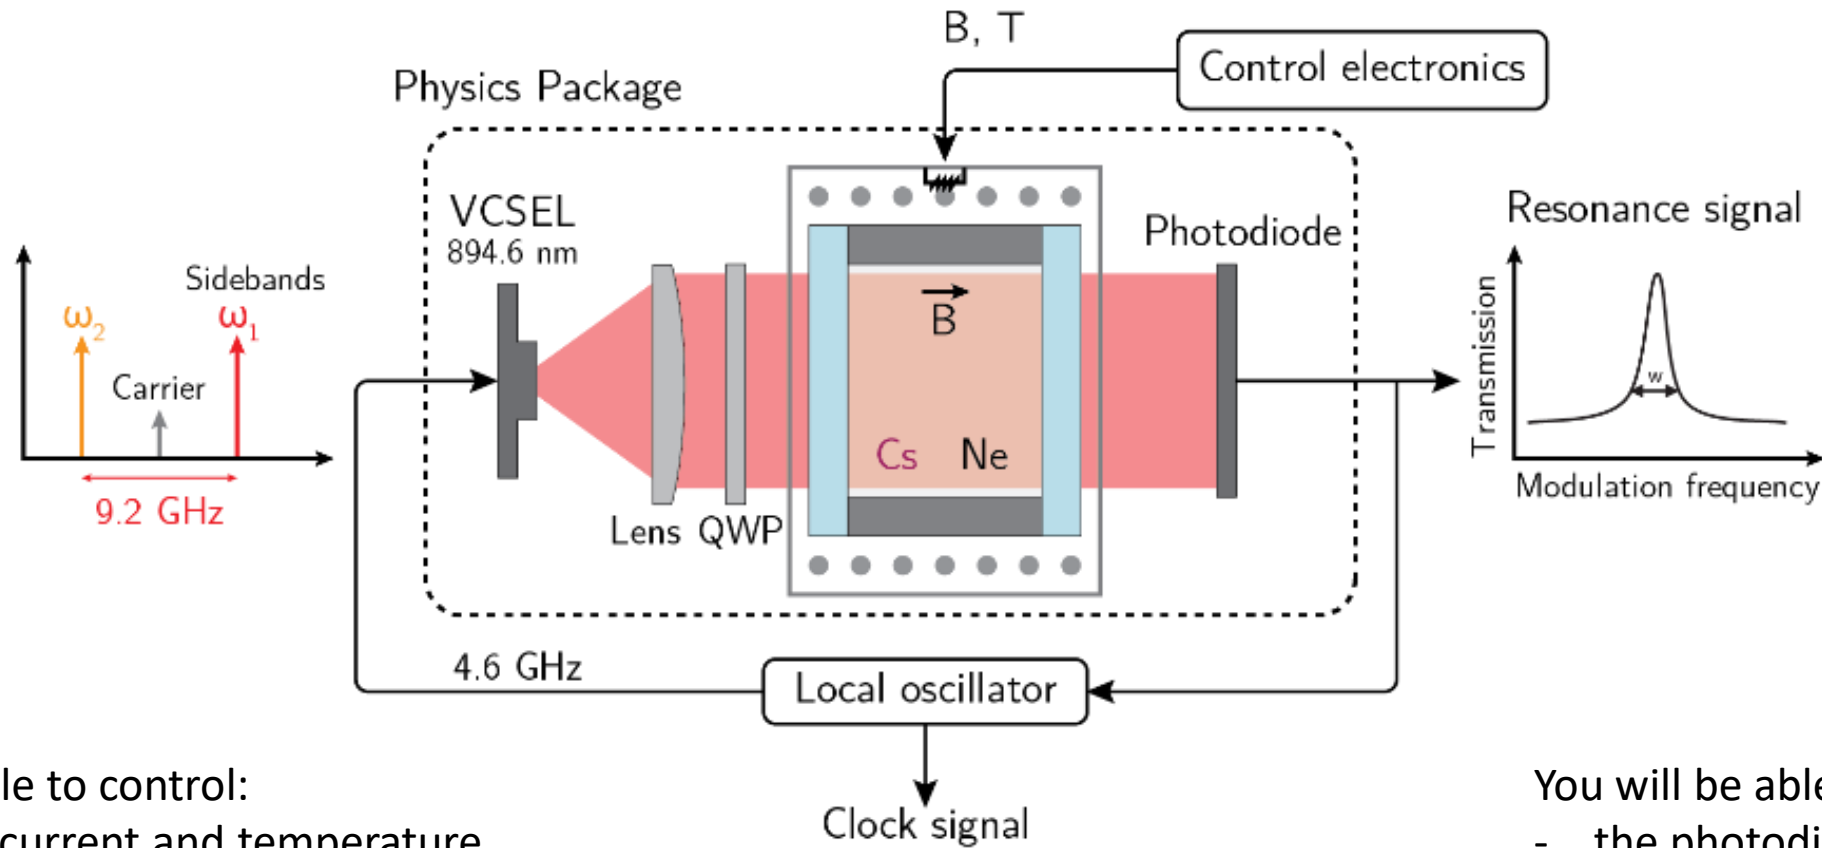 B, T
Control electronics
Physics Package
VCSEL
894.6 nm
Photodiode
Resonance signal
Sidebands
ω2
ω1
Carrier
9.2 GHz
B
Cs Ne
Lens QWP
Transmission
w
Modulation frequency
4.6 GHz
Local oscillator
Clock signal
le to control:
current and temperature
You will be able
- the photodi